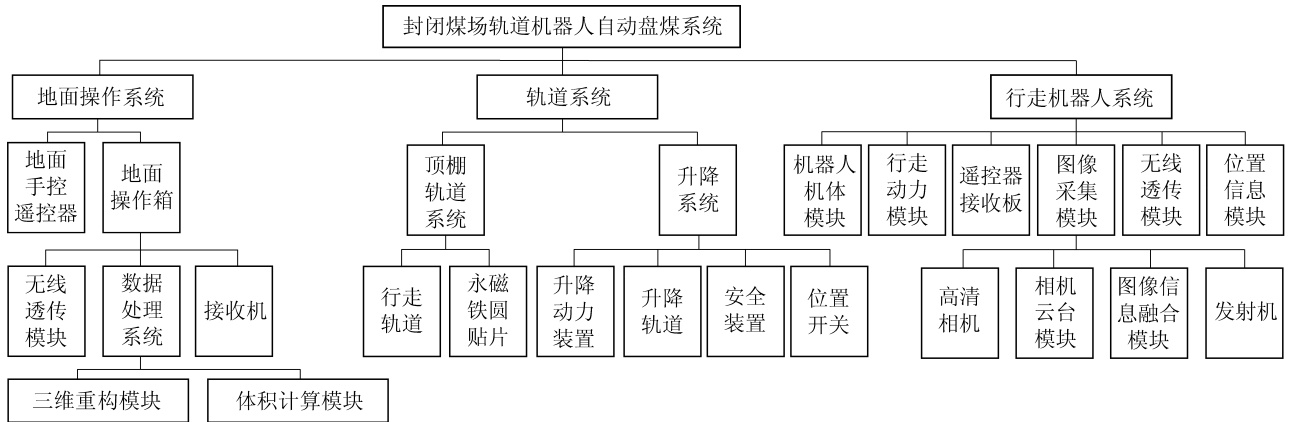 封闭煤场轨道机器人自动盘煤系统
地面操作系统
轨道系统
行走机器人系统
地面
手控
遥控器
地面
操作箱
顶棚
轨道
系统
升降
系统
机器人
机体
模块
行走
动力
模块
遥控器
接收板
图像
采集
模块
无线
透传
模块
位置
信息
模块
无线
透传
模块
数据
处理
系统
接收机
行走
轨道
永磁
铁圆
贴片
升降
动力
装置
升降
轨道
安全
装置
位置
开关
高清
相机
相机
云台
模块
图像信
息融合
模块
发射机
三维重构模块
体积计算模块